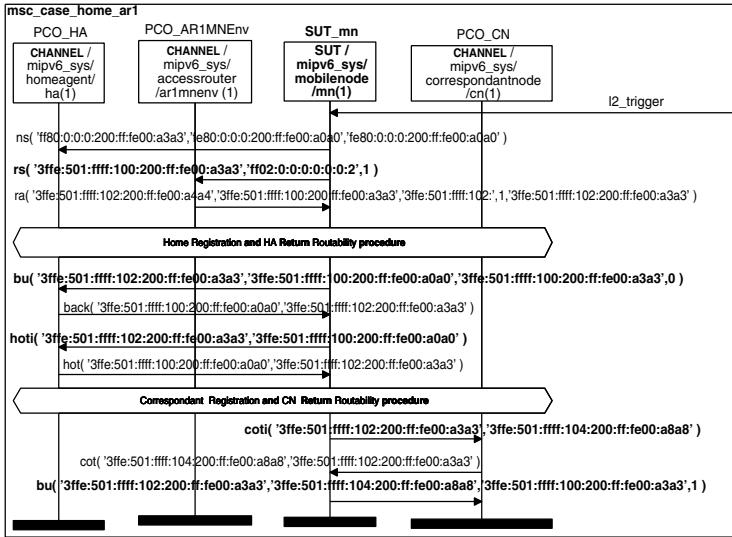 msc_case_home_ar1
PCO_HA
PCO_AR1MNEnv
SUT_mn
PCO_CN
CHANNEL /
mipv6_sys/
homeagent/
ha(1)
CHANNEL /
mipv6_sys/
accessrouter
/ar1mnenv (1)
SUT /
mipv6_sys/
mobilenode
/mn(1)
CHANNEL /
mipv6_sys/
correspondantnode
/cn(1)
l2_trigger
ns( 'ff80:0:0:0:200:ff:fe00:a3a3','fe80:0:0:0:200:ff:fe00:a0a0','fe80:0:0:0:200:ff:fe00:a0a0' )
rs( '3ffe:501:ffff:100:200:ff:fe00:a3a3','ff02:0:0:0:0:0:0:2',1 )
ra( '3ffe:501:ffff:102:200:ff:fe00:a4a4','3ffe:501:ffff:100:200:ff:fe00:a3a3','3ffe:501:ffff:102:',1,'3ffe:501:ffff:102:200:ff:fe00:a3a3' )
Home Registration and HA Return Routability procedure
bu( '3ffe:501:ffff:102:200:ff:fe00:a3a3','3ffe:501:ffff:100:200:ff:fe00:a0a0','3ffe:501:ffff:100:200:ff:fe00:a3a3',0 )
back( '3ffe:501:ffff:100:200:ff:fe00:a0a0','3ffe:501:ffff:102:200:ff:fe00:a3a3' )
hoti( '3ffe:501:ffff:102:200:ff:fe00:a3a3','3ffe:501:ffff:100:200:ff:fe00:a0a0' )
hot( '3ffe:501:ffff:100:200:ff:fe00:a0a0','3ffe:501:ffff:102:200:ff:fe00:a3a3' )
Correspondant Registration and CN Return Routability procedure
coti( '3ffe:501:ffff:102:200:ff:fe00:a3a3','3ffe:501:ffff:104:200:ff:fe00:a8a8' )
cot( '3ffe:501:ffff:104:200:ff:fe00:a8a8','3ffe:501:ffff:102:200:ff:fe00:a3a3' )
bu( '3ffe:501:ffff:102:200:ff:fe00:a3a3','3ffe:501:ffff:104:200:ff:fe00:a8a8','3ffe:501:ffff:100:200:ff:fe00:a3a3',1 )